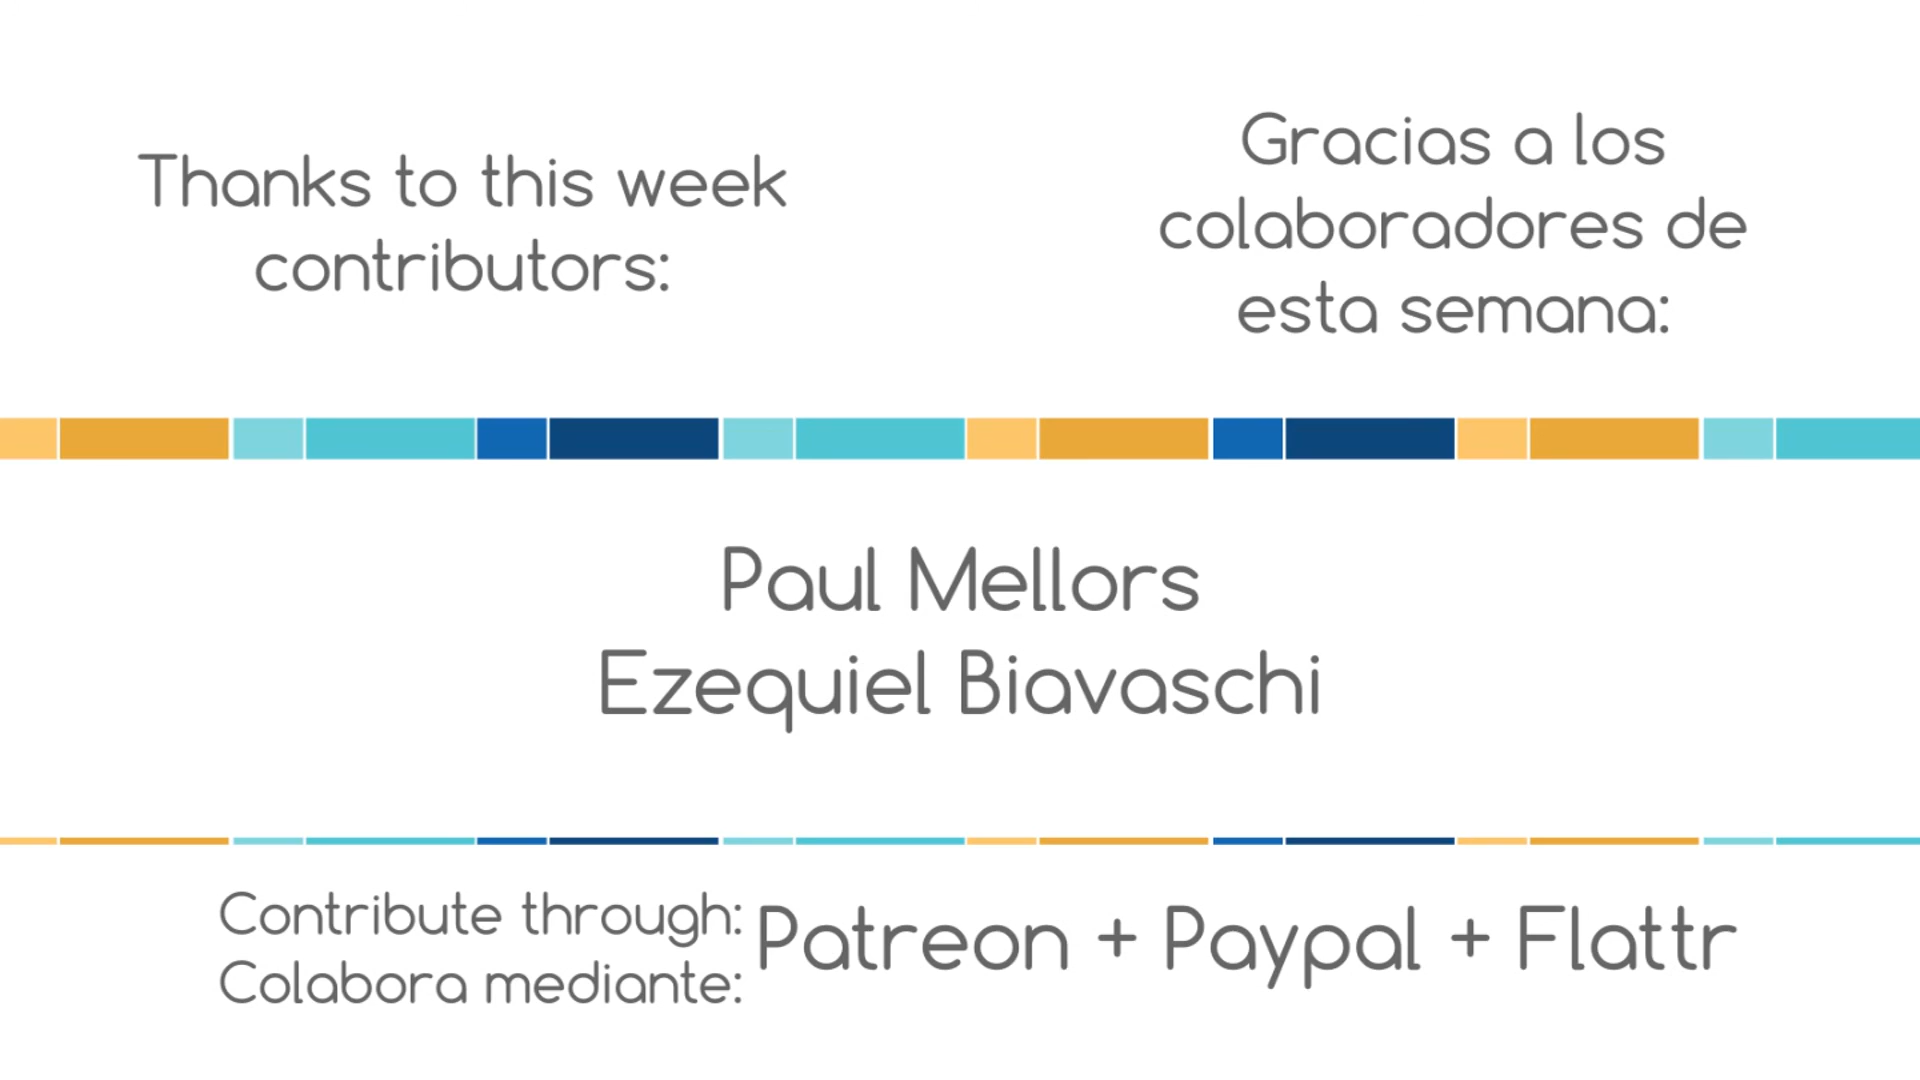 Thanks to this week
contributors:
Gracias a los
colaboradores de
esta semana:
Paul Mellors
Ezequiel Biavaschi
Contribute through:
Colabora mediante:
Patreon + Paypal + Flattr